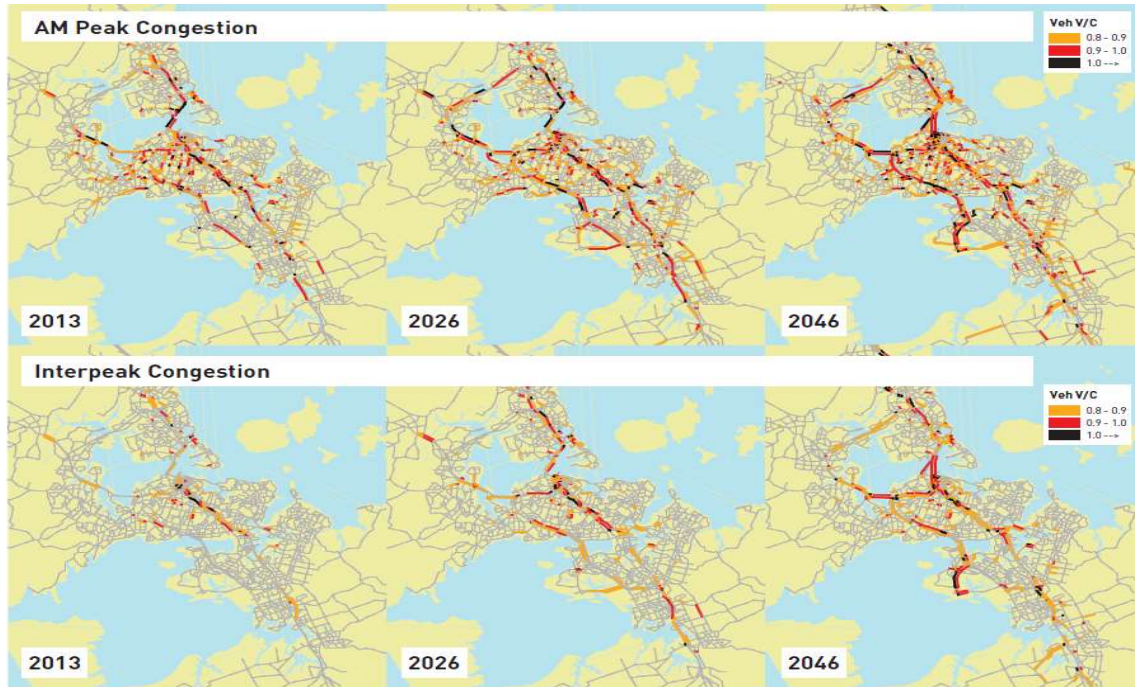 AM Peak Congestion
Veh V/C
0.8 - 0.9
0.9 - 1.0
1.0 -->
2013
2026
2046
Interpeak Congestion
Veh V/C
0.8 - 0.9
0.9 - 1.0
1.0 -->
2013
2026
2046